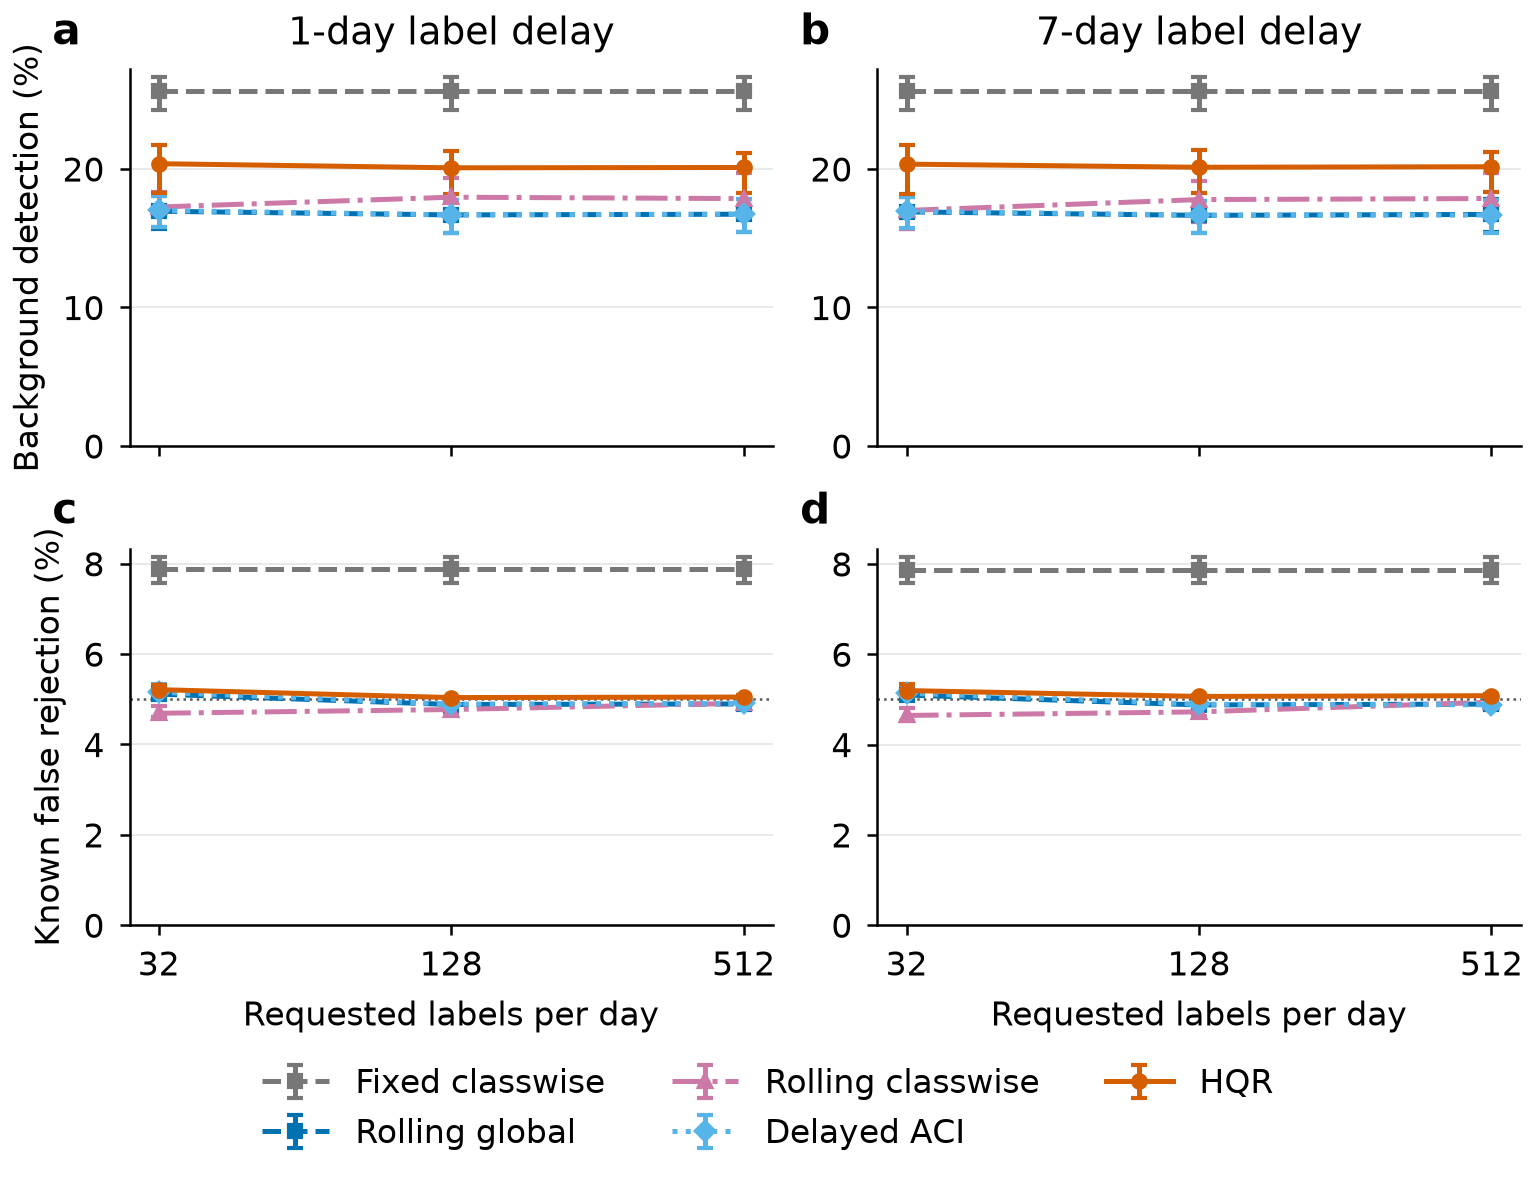 a
1-day label delay
b
7-day label delay
Background detection (%)
20
10
0
20
10
0
c
d
Known false rejection (%)
8
6
4
2
0
32
128
512
Requested labels per day
8
6
4
2
0
32
128
512
Requested labels per day
Fixed classwise
Rolling classwise
HQR
Rolling global
Delayed ACI